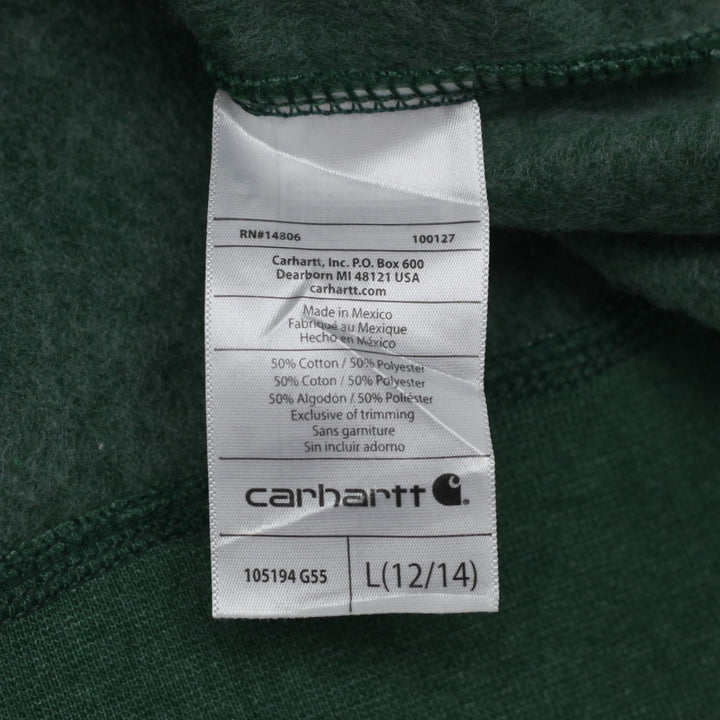 RN#14806 100127
Carhartt, Inc. P.O. Box 600
Dearborn MI 48121 USA
carhartt.com
Made in Mexico
Fabriqué au Mexique
Hecho en México
50% Cotton / 50% Polyester
50% Coton / 50% Polyester
50% Algodón / 50% Poliéster
Exclusive of trimming
Sans garniture
Sin incluir adorno
carhartt
105194 G55 L(12/14)